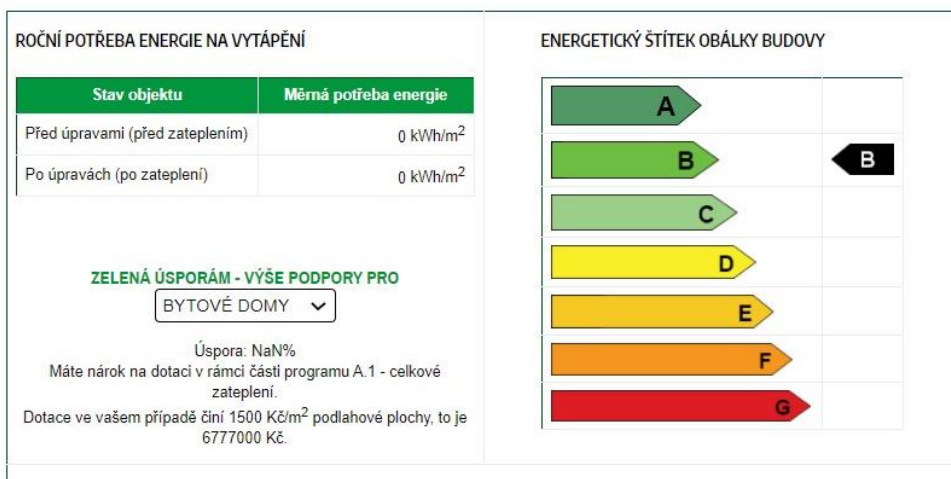 ROČNÍ POTŘEBA ENERGIE NA VYTÁPĚNÍ
Stav objektu Měrná potřeba energie
Před úpravami (před zateplením) 0 kWh/m²
Po úpravách (po zateplení) 0 kWh/m²
ZELENÁ ÚSPORÁM - VÝŠE PODPORY PRO
BYTOVÉ DOMY
Úspora: NaN%
Máte nárok na dotaci v rámci části programu A.1 - celkové
zateplení.
Dotace ve vašem případě činí 1500 Kč/m² podlahové plochy, to je
6777000 Kč.
ENERGETICKÝ ŠTÍTEK OBÁLKY BUDOVY
A
B B
C
D
E
F
G